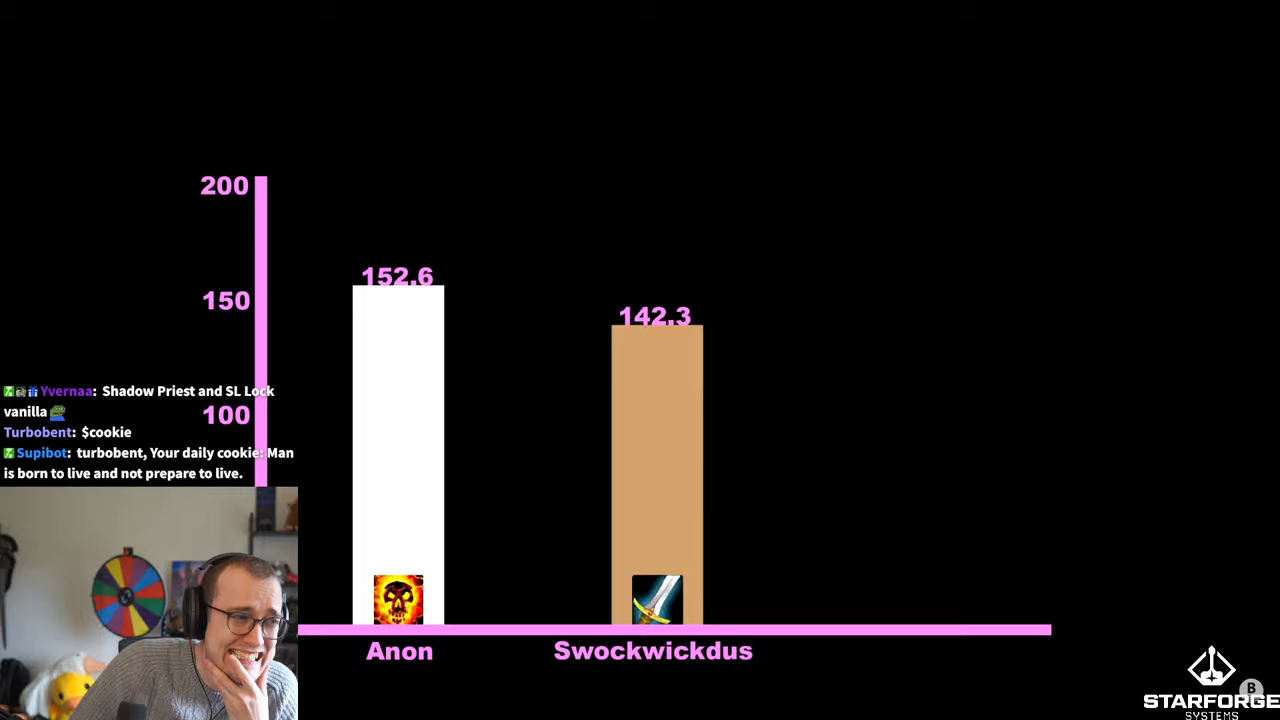 200
152.6
150
142.3
Yvernaa: Shadow Priest and SL Lock
vanilla
100
Turbobent: $cookie
Supibot: turbobent, Your daily cookie: Man
is born to live and not prepare to live.
Anon
Swockwickdus
B
STARFORGE
SYSTEMS